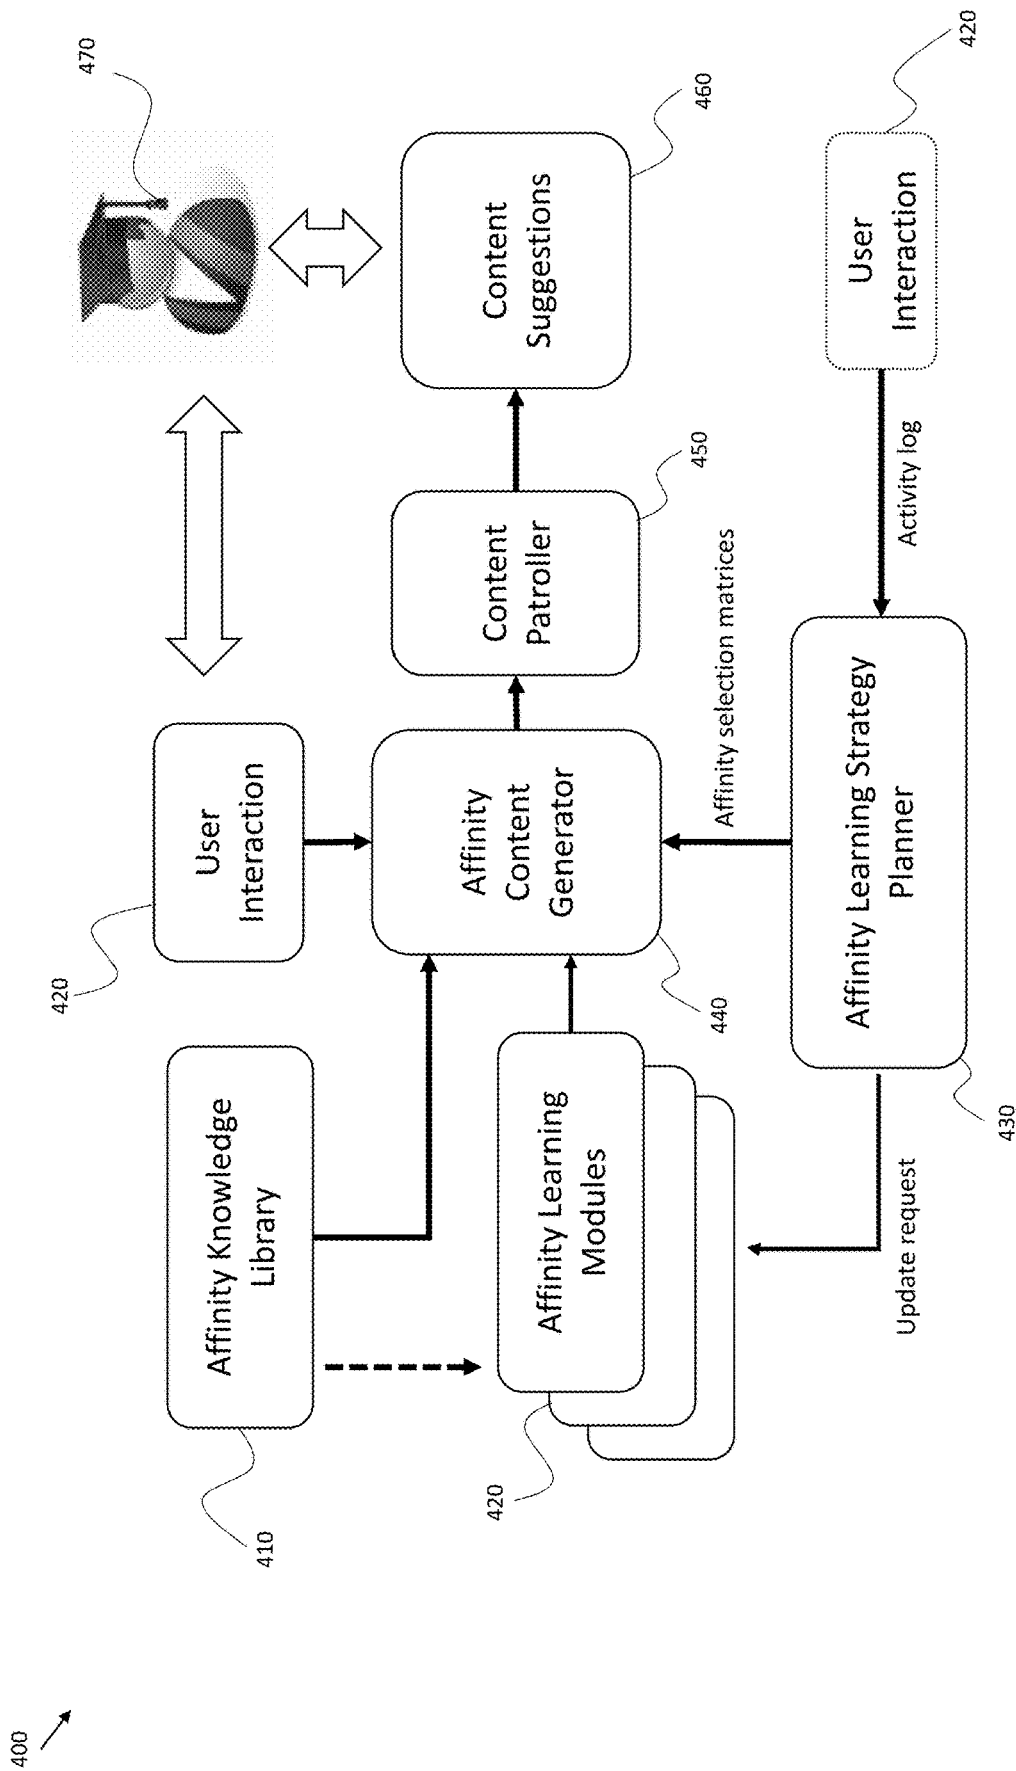 400
410
Affinity Knowledge
Library
420
User
Interaction
470
420
Affinity Learning
Modules
440
Affinity
Content
Generator
450
Content
Patroller
460
Content
Suggestions
Affinity selection matrices
Update request
430
Affinity Learning Strategy
Planner
Activity log
User
Interaction
420